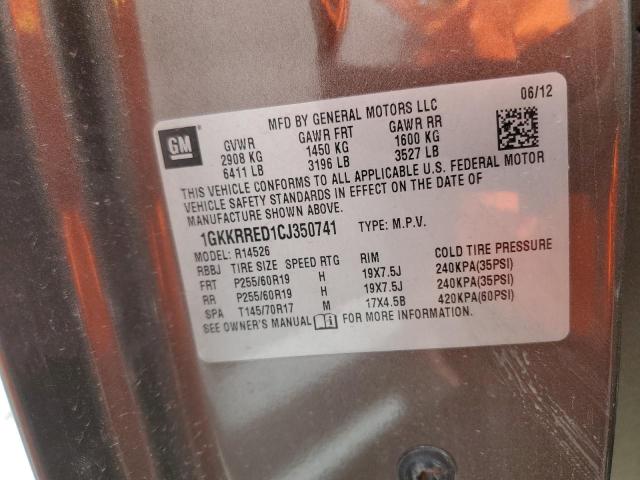 GM
MFD BY GENERAL MOTORS LLC 06/12
GVWR GAWR FRT GAWR RR
2908 KG 1450 KG 1600 KG
6411 LB 3196 LB 3527 LB
THIS VEHICLE CONFORMS TO ALL APPLICABLE U.S. FEDERAL MOTOR
VEHICLE SAFETY STANDARDS IN EFFECT ON THE DATE OF
MANUFACTURE SHOWN ABOVE.
1GKKRRED1CJ350741 TYPE: M.P.V.
MODEL: R14526
RBBJ TIRE SIZE SPEED RTG RIM COLD TIRE PRESSURE
FRT P255/60R19 H 19X7.5J 240KPA(35PSI)
RR P255/60R19 H 19X7.5J 240KPA(35PSI)
SPA T145/70R17 M 17X4.5B 420KPA(60PSI)
SEE OWNER'S MANUAL FOR MORE INFORMATION.